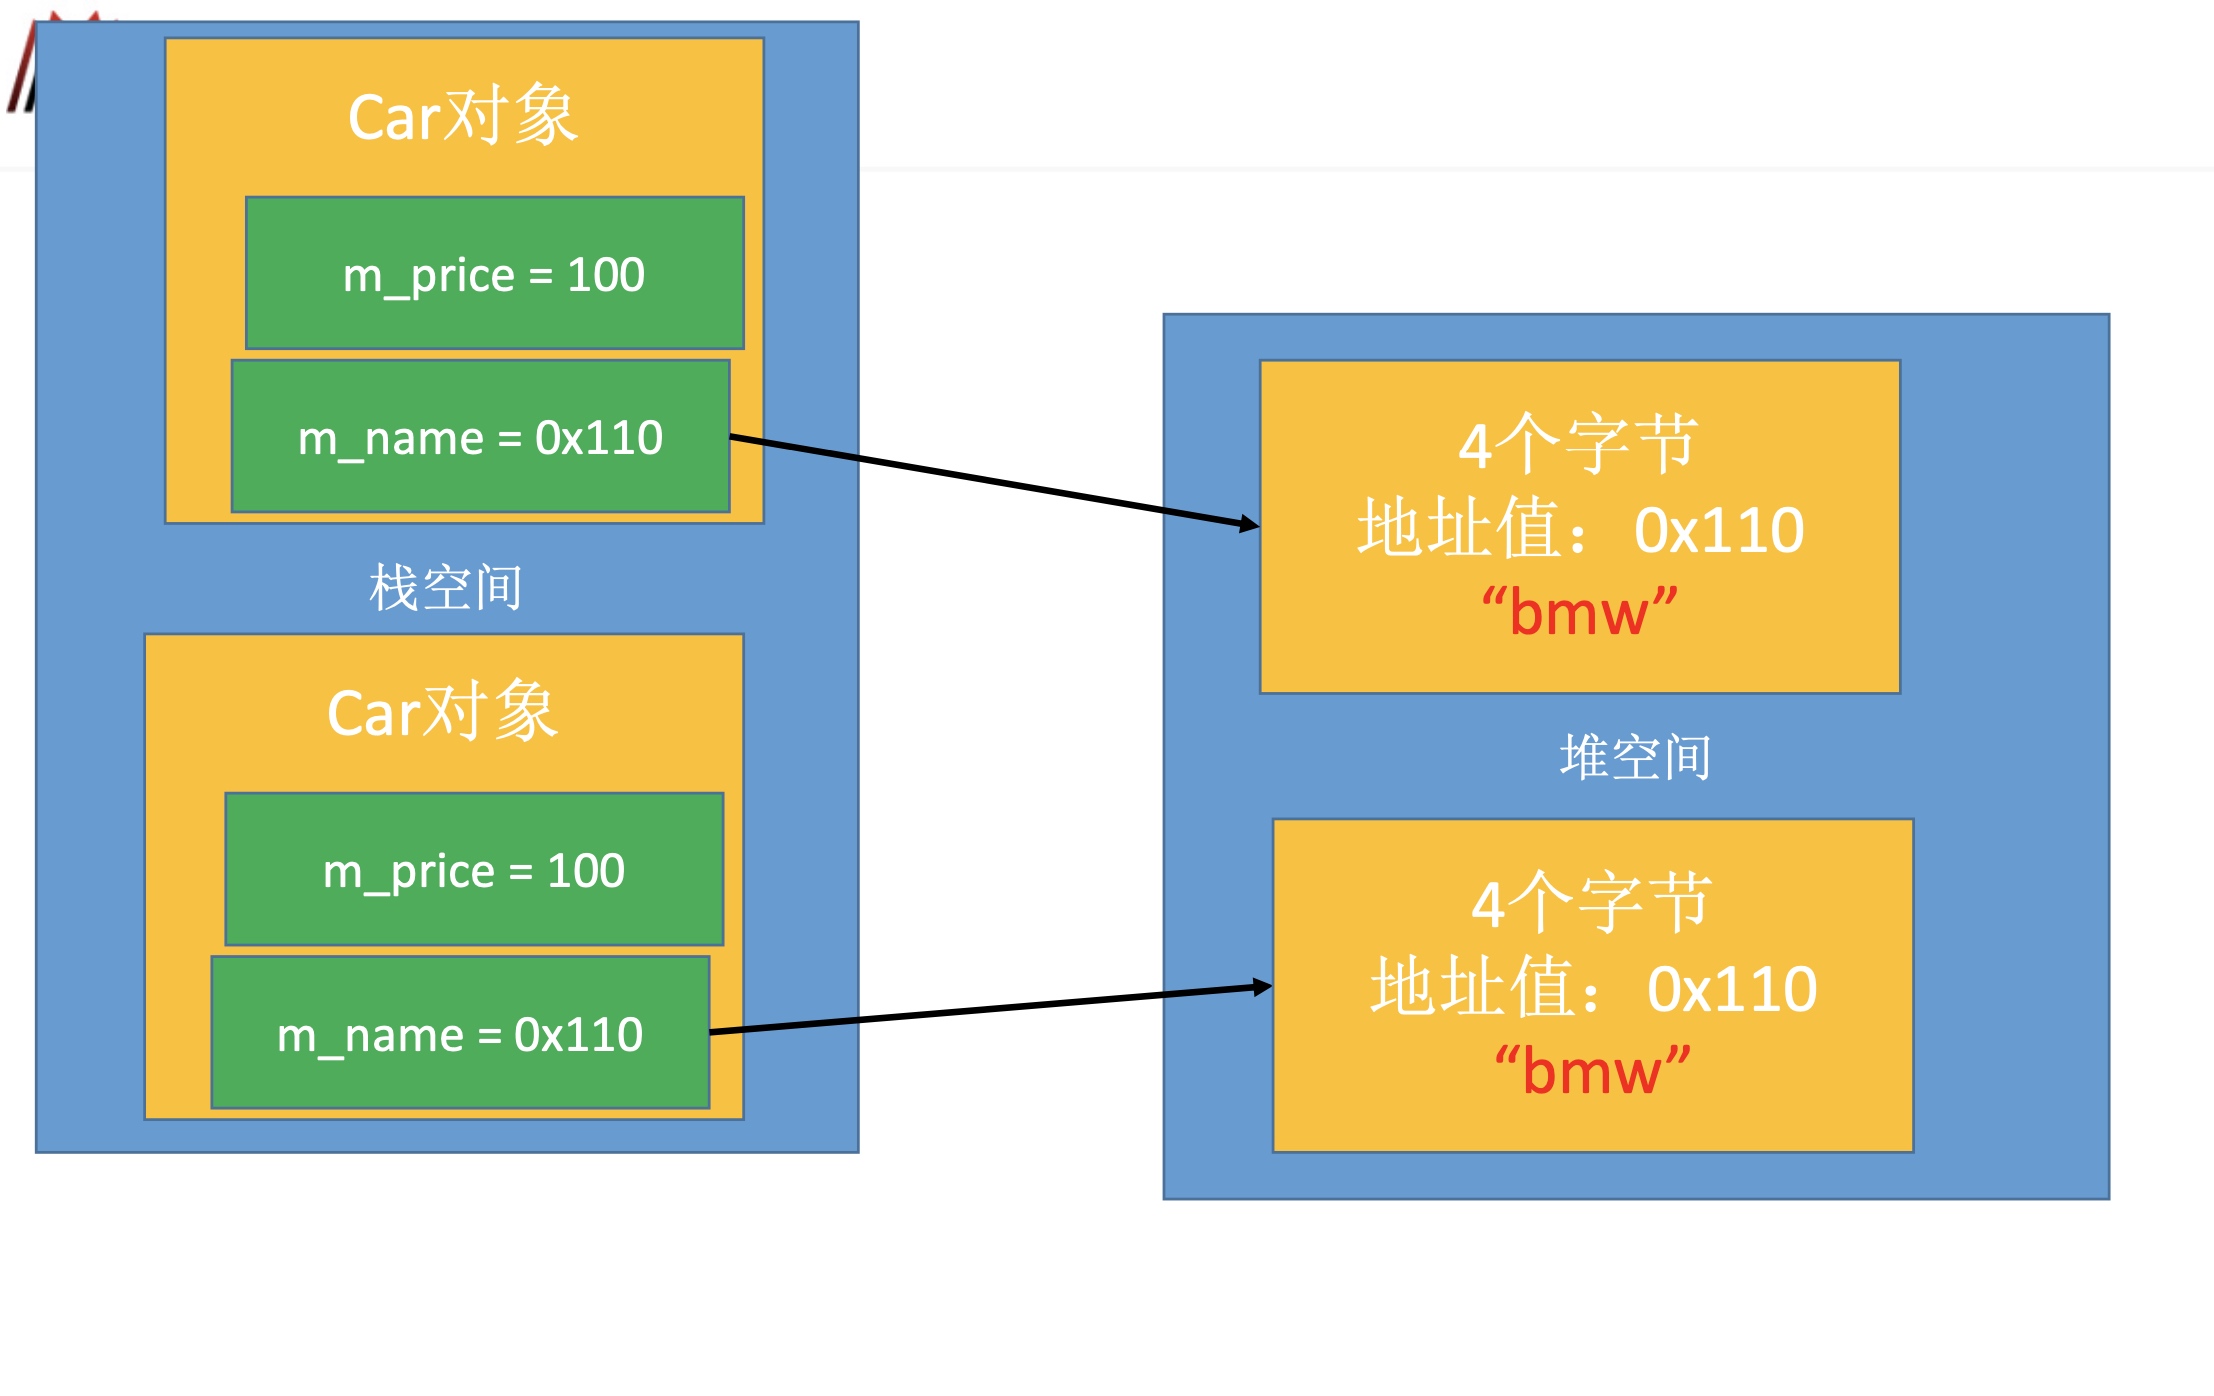 Car对象
m_price = 100
m_name = 0x110
栈空间
Car对象
m_price = 100
m_name = 0x110
4个字节
地址值：0x110
“bmw”
堆空间
4个字节
地址值：0x110
“bmw”